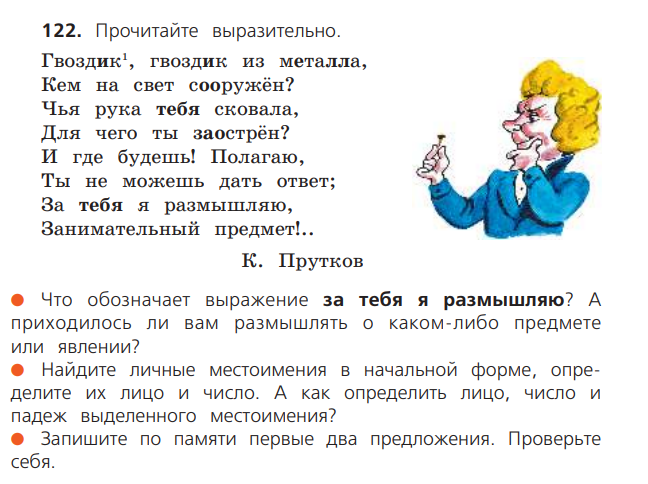 122. Прочитайте выразительно.
Гвоздик¹, гвоздик из металла,
Кем на свет сооружён?
Чья рука тебя сковала,
Для чего ты заострён?
И где будешь! Полагаю,
Ты не можешь дать ответ;
За тебя я размышляю,
Занимательный предмет!..
К. Прутков
● Что обозначает выражение за тебя я размышляю? А
приходилось ли вам размышлять о каком-либо предмете
или явлении?
● Найдите личные местоимения в начальной форме, опре-
делите их лицо и число. А как определить лицо, число и
падеж выделенного местоимения?
● Запишите по памяти первые два предложения. Проверьте
себя.